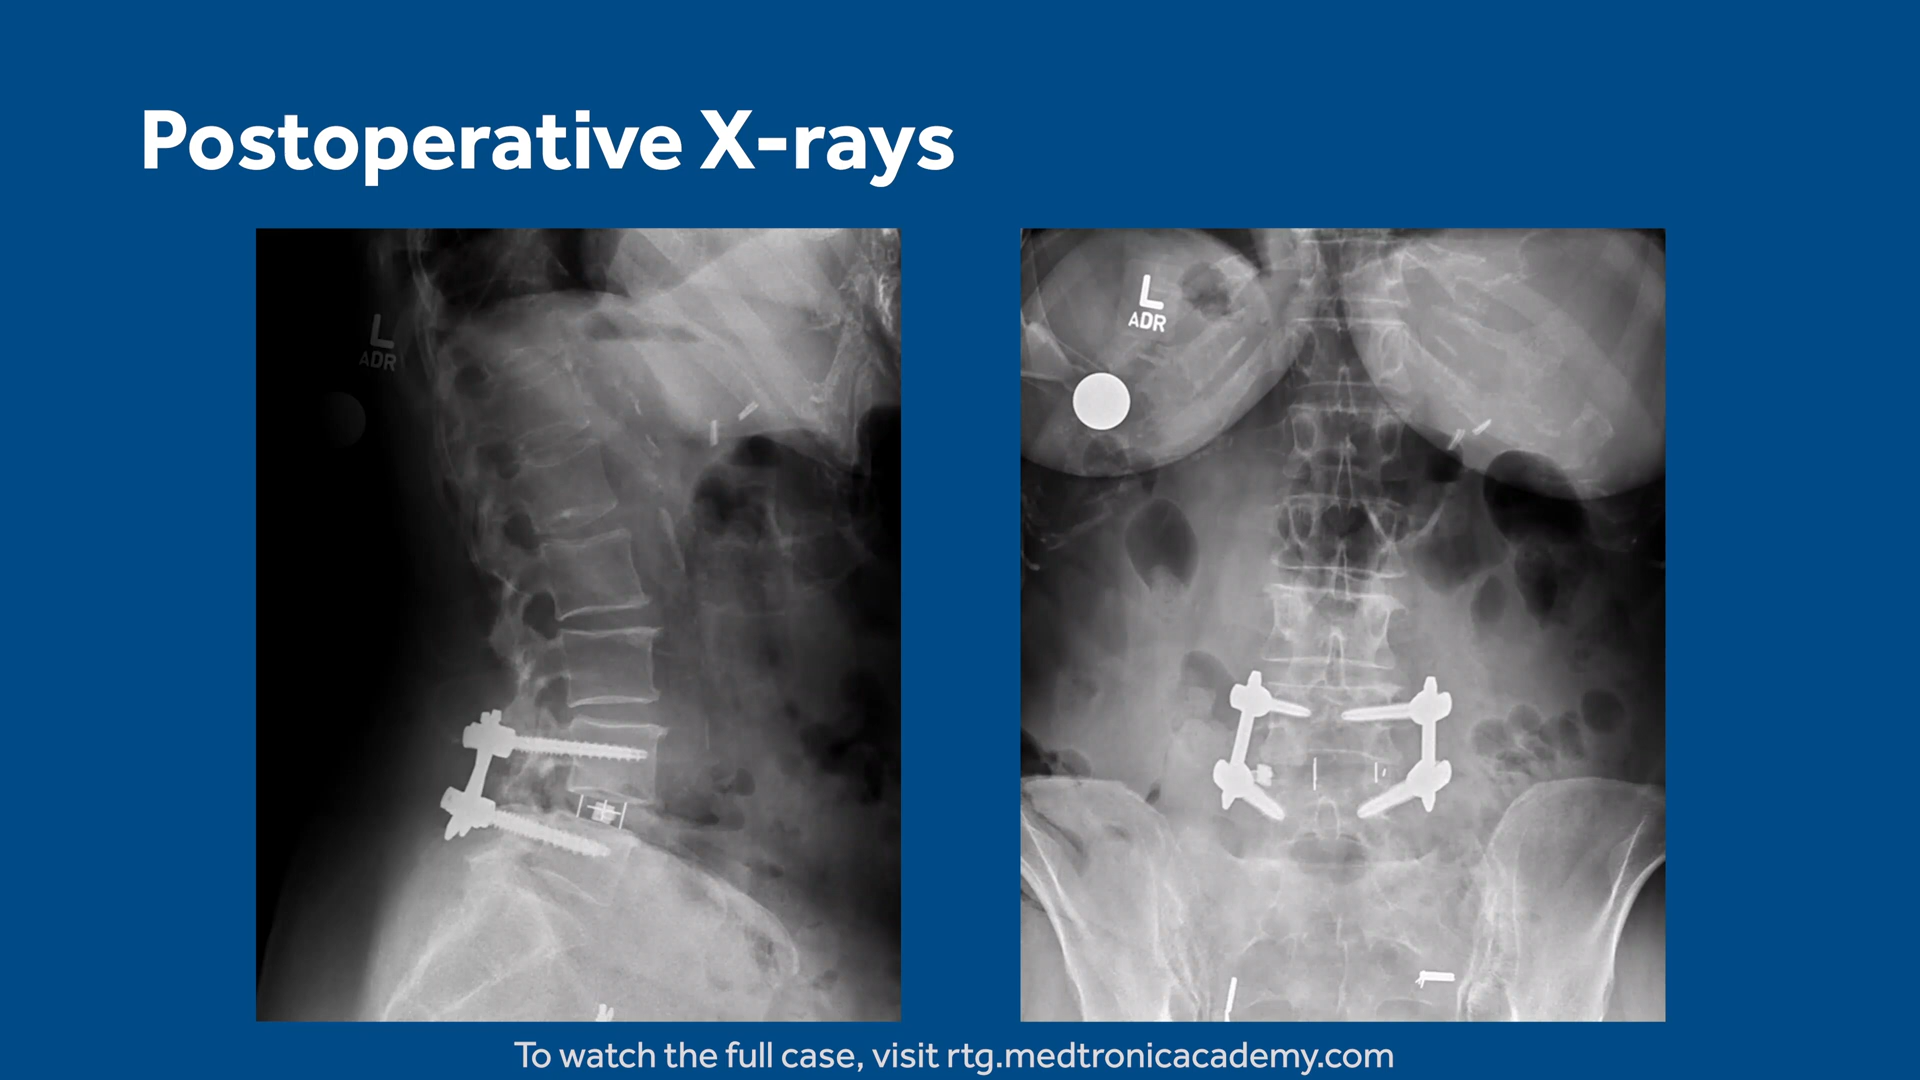 Postoperative X-rays
L
ADR
L
ADR
To watch the full case, visit rtg.medtronicacademy.com